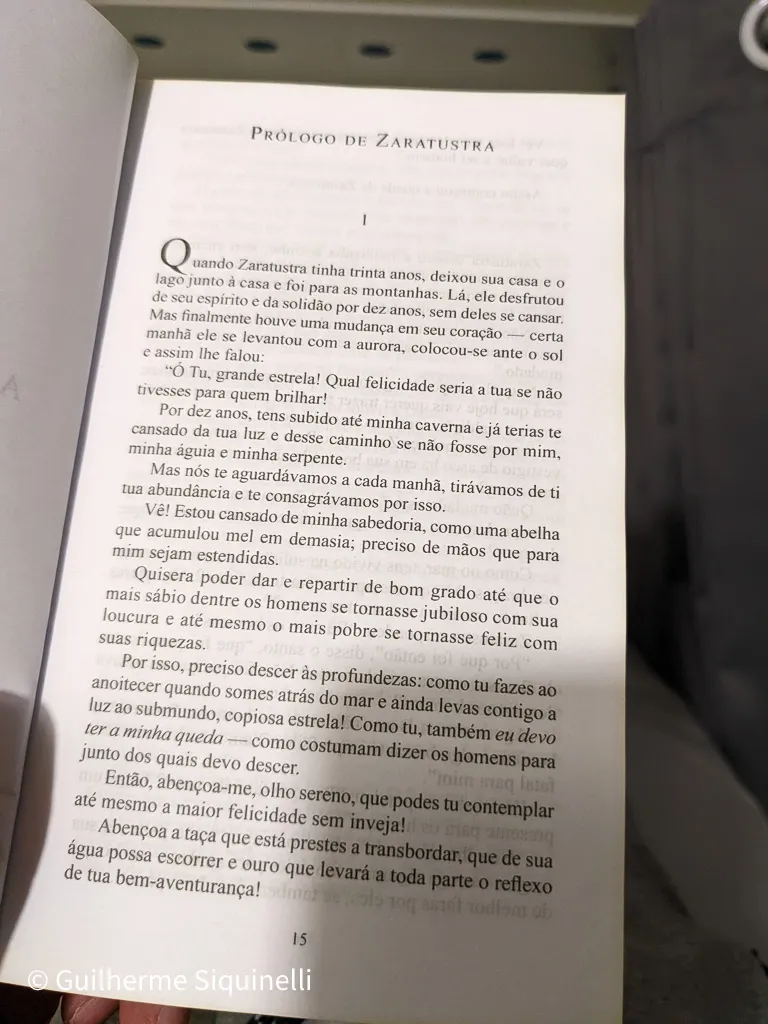 PRÓLOGO DE ZARATUSTRA
I
Quando Zaratustra tinha trinta anos, deixou sua casa e o
lago junto à casa e foi para as montanhas. Lá, ele desfrutou
de seu espírito e da solidão por dez anos, sem deles se cansar.
Mas finalmente houve uma mudança em seu coração — certa
manhã ele se levantou com a aurora, colocou-se ante o sol
e assim lhe falou:
“Ó Tu, grande estrela! Qual felicidade seria a tua se não
tivesses para quem brilhar!
Por dez anos, tens subido até minha caverna e já terias te
cansado da tua luz e desse caminho se não fosse por mim,
minha águia e minha serpente.
Mas nós te aguardávamos a cada manhã, tirávamos de ti
tua abundância e te consagrávamos por isso.
Vê! Estou cansado de minha sabedoria, como uma abelha
que acumulou mel em demasia; preciso de mãos que para
mim sejam estendidas.
Quisera poder dar e repartir de bom grado até que o
mais sábio dentre os homens se tornasse jubiloso com sua
loucura e até mesmo o mais pobre se tornasse feliz com
suas riquezas.
Por isso, preciso descer às profundezas: como tu fazes ao
anoitecer quando somes atrás do mar e ainda levas contigo a
luz ao submundo, copiosa estrela! Como tu, também eu devo
ter a minha queda — como costumam dizer os homens para
junto dos quais devo descer.
Então, abençoa-me, olho sereno, que podes tu contemplar
até mesmo a maior felicidade sem inveja!
Abençoa a taça que está prestes a transbordar, que de sua
água possa escorrer e ouro que levará a toda parte o reflexo
de tua bem-aventurança!
15
© Guilherme Siquinelli